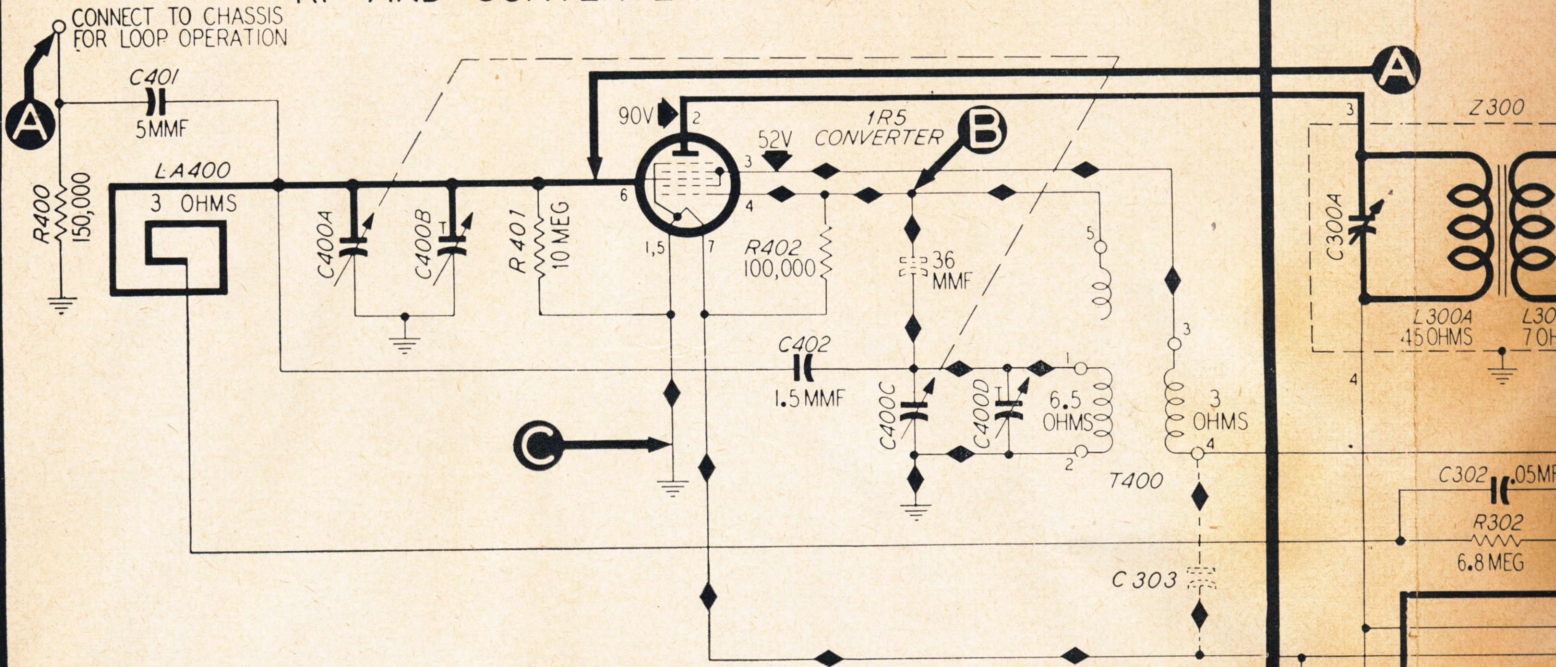 CONNECT TO CHASSIS
FOR LOOP OPERATION
A
C401
5MMF
R400
150,000
LA400
3 OHMS
C400A
C400B
T
R401
10 MEG
90V
2
6
1,5
7
3
4
52V
1R5
CONVERTER
B
A
R402
100,000
36
MMF
5
3
C402
1.5 MMF
C
C400C
C400D
T
1
6.5
OHMS
2
3
OHMS
4
T400
C303
3
Z300
C300A
L300A
45 OHMS
4
C302
R302
6.8 MEG